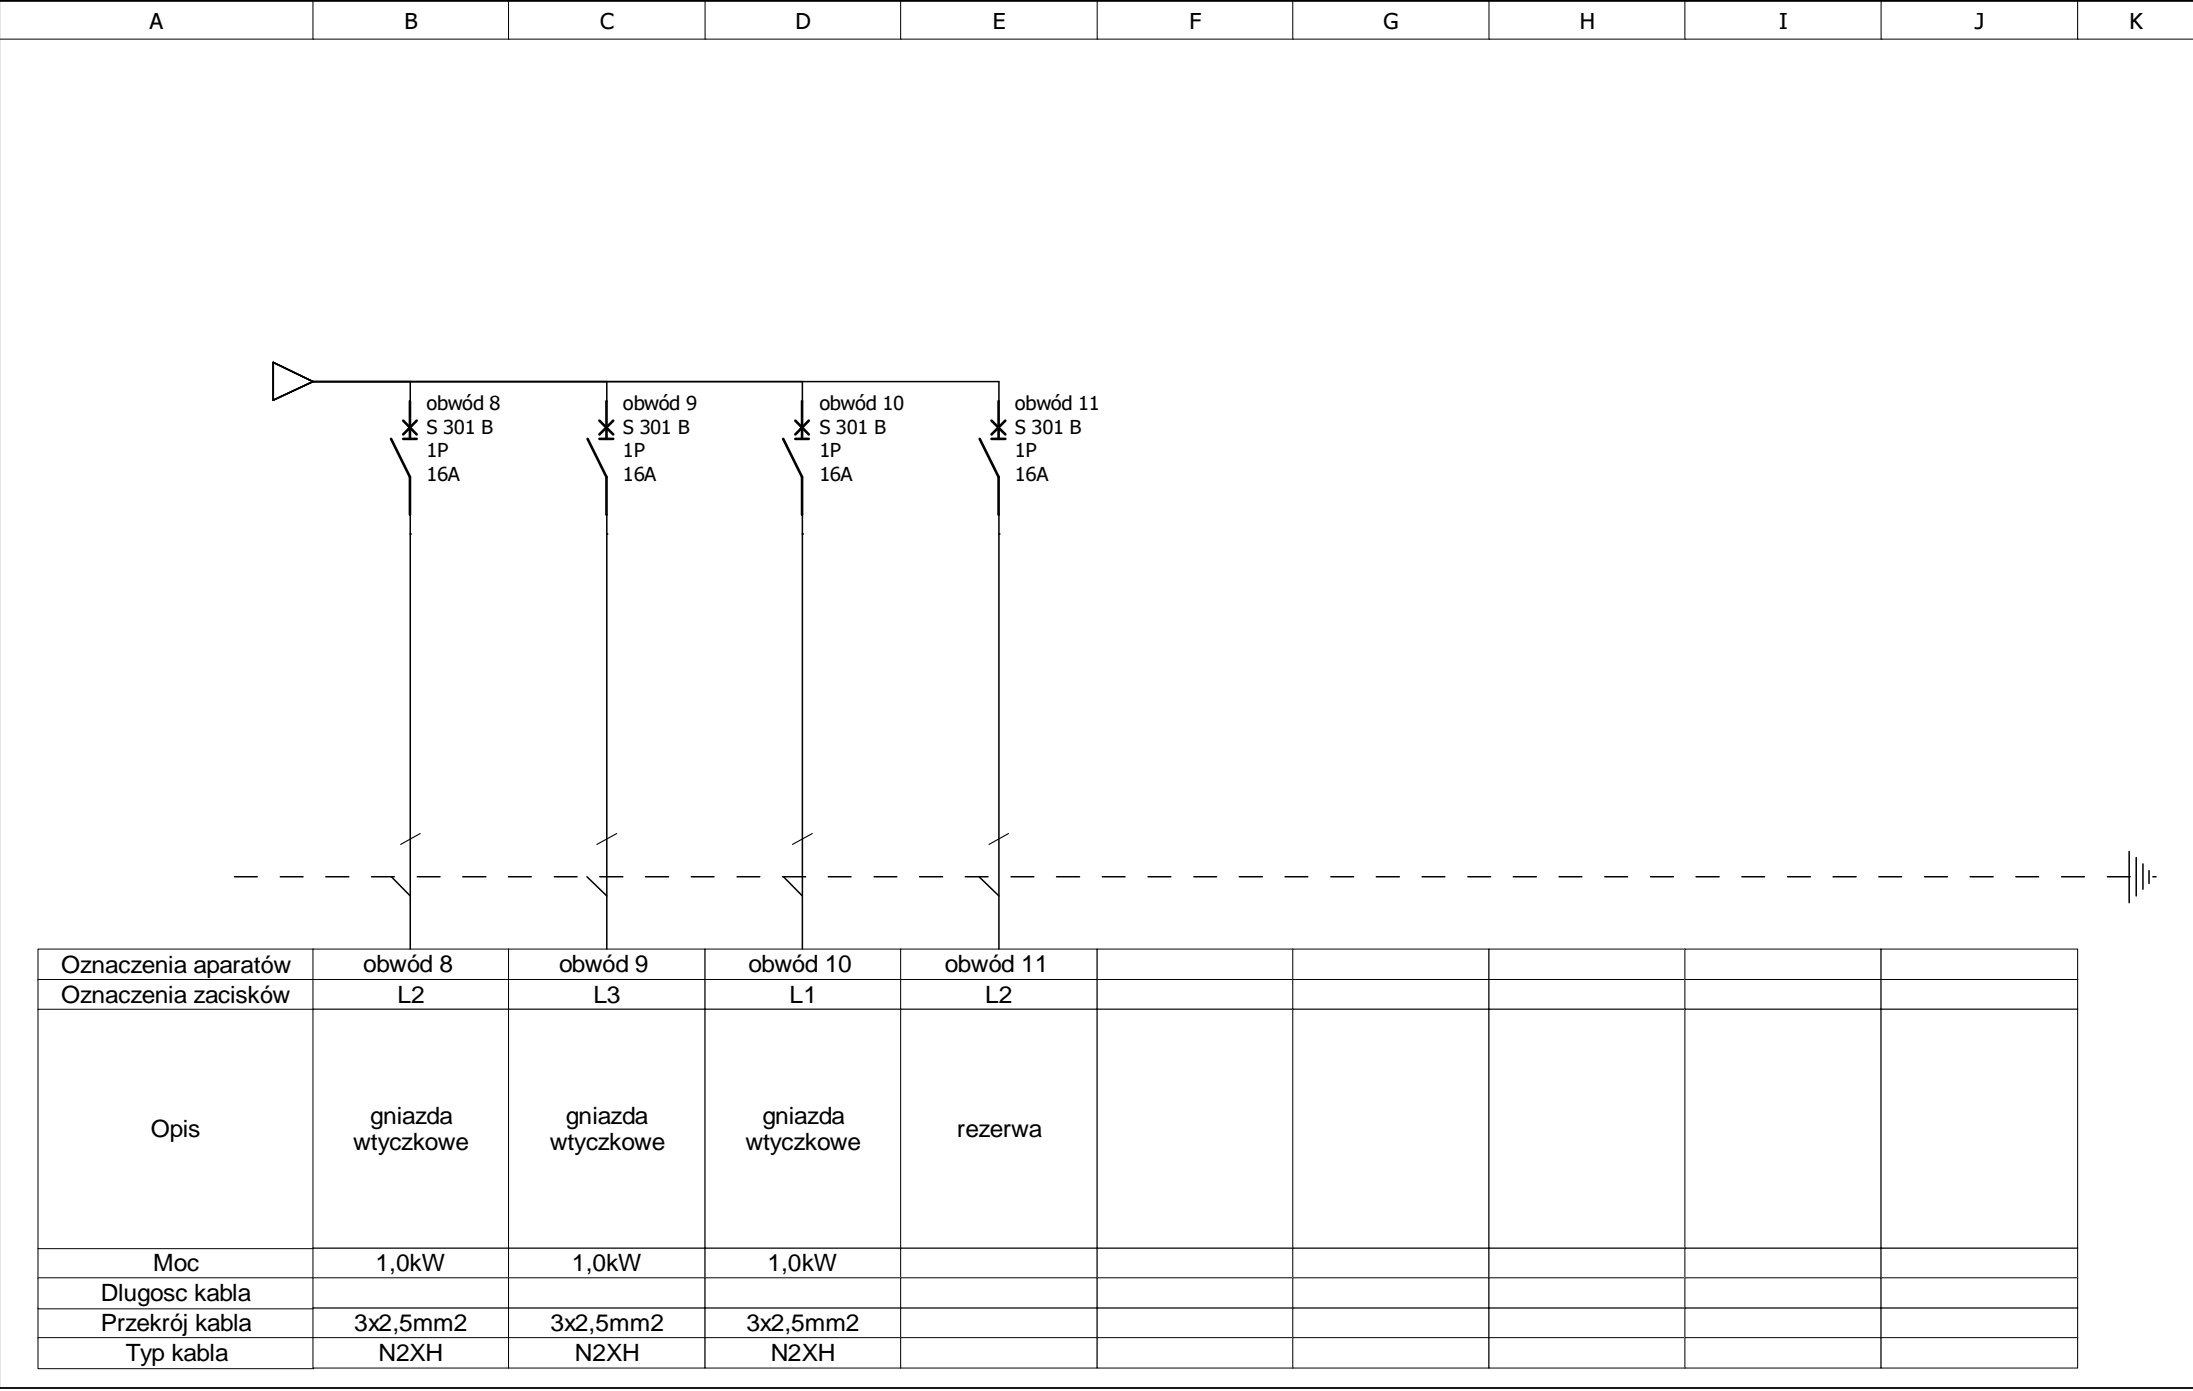 A B C D E F G H I J K
obwód 8 obwód 9 obwód 10 obwód 11
S 301 B S 301 B S 301 B S 301 B
1P 1P 1P 1P
16A 16A 16A 16A
Oznaczenia aparatów obwód 8 obwód 9 obwód 10 obwód 11
Oznaczenia zacisków L2 L3 L1 L2
gniazda gniazda gniazda
Opis wtyczkowe wtyczkowe wtyczkowe rezerwa
Moc 1,0kW 1,0kW 1,0kW
Dlugosc kabla
Przekrój kabla 3x2,5mm2 3x2,5mm2 3x2,5mm2
Typ kabla N2XH N2XH N2XH